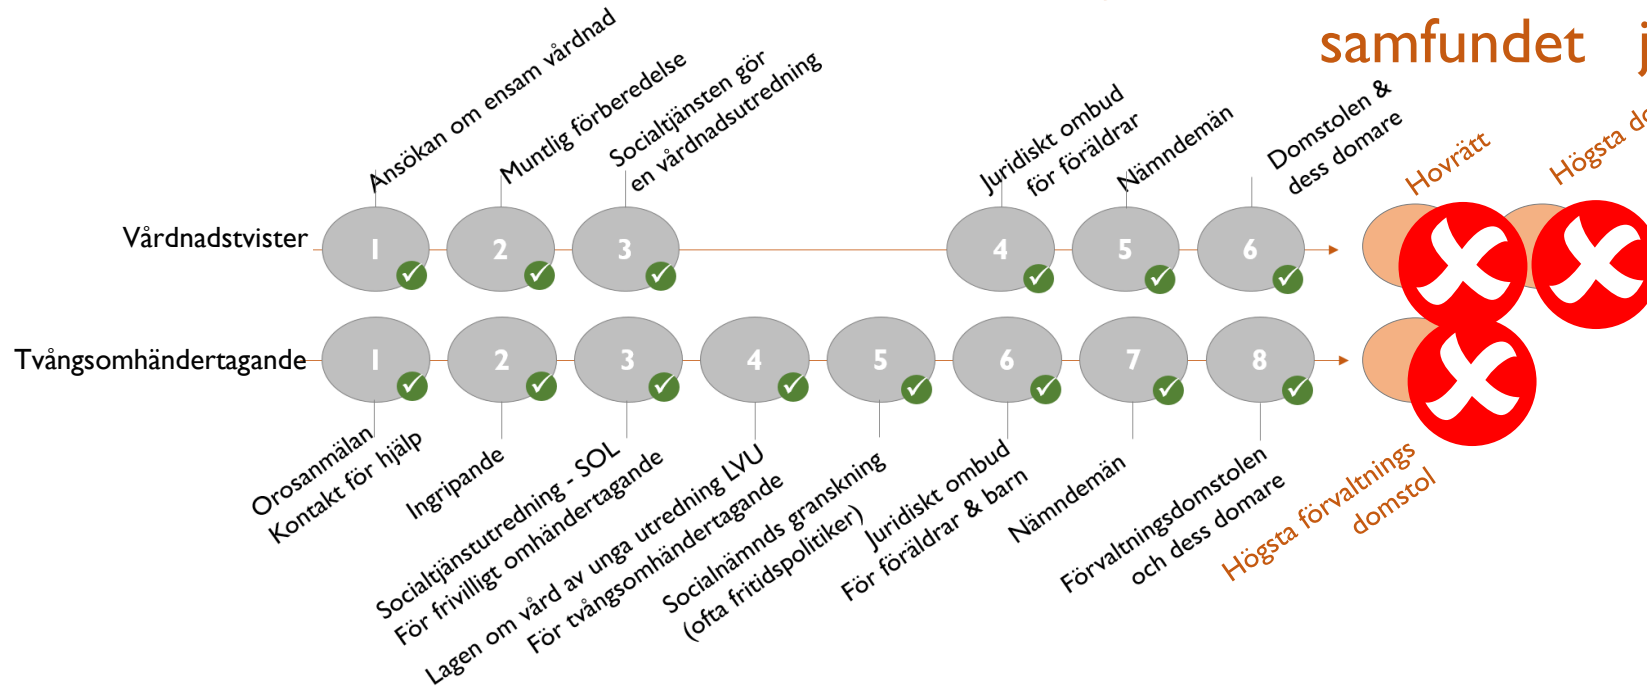 samfundet j
Ansökan om ensam vårdnad
Muntlig förberedelse
Socialtjänsten gör
en vårdnadsutredning
Juridiskt ombud
för föräldrar
Nämndemän
Domstolen &
dess domare
Hovrätt
Högsta do
Vårdnadstvister
1
2
3
4
5
6
Tvångsomhändertagande
1
2
3
4
5
6
7
8
Orosanmälan
Kontakt för hjälp
Ingripande
Socialtjänstutredning - SOL
För frivilligt omhändertagande
Lagen om vård av unga utredning LVU
För tvångsomhändertagande
Socialnämnds granskning
(ofta fritidspolitiker)
Juridiskt ombud
För föräldrar & barn
Nämndemän
Förvaltningsdomstolen
och dess domare
Högsta förvaltnings
domstol